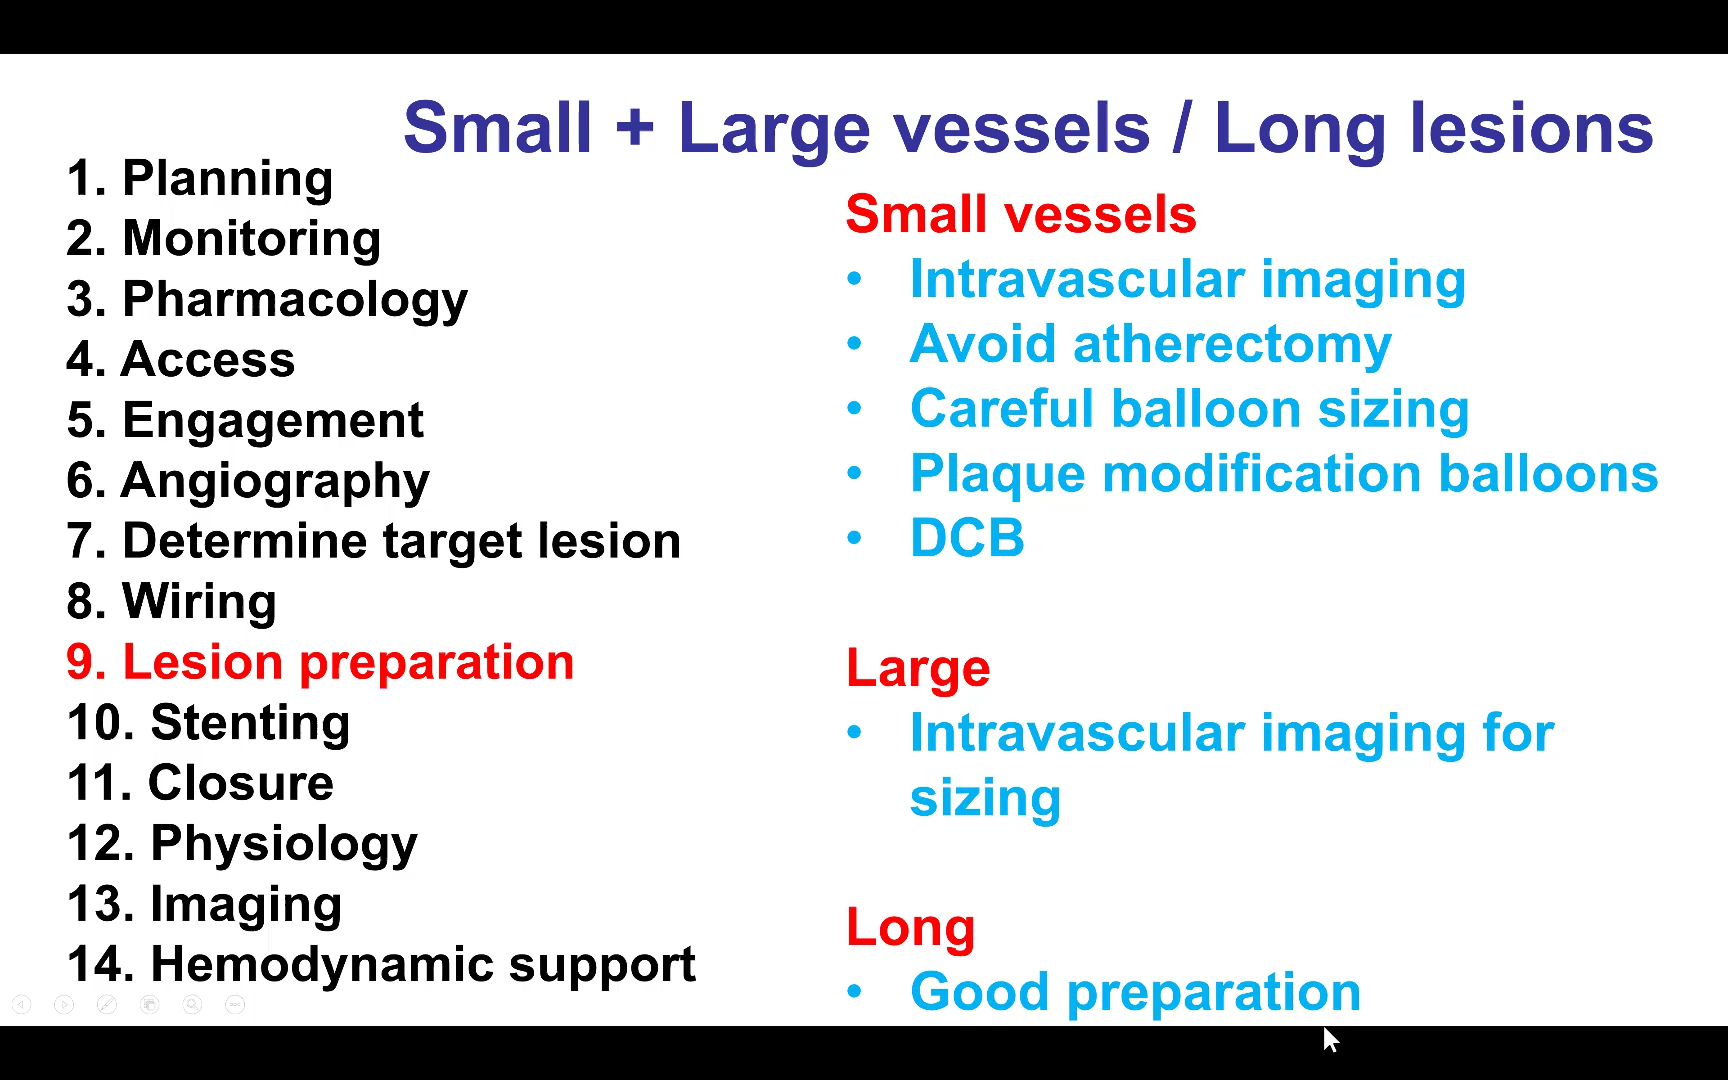 Small + Large vessels / Long lesions
1. Planning
2. Monitoring
3. Pharmacology
4. Access
5. Engagement
6. Angiography
7. Determine target lesion
8. Wiring
9. Lesion preparation
10. Stenting
11. Closure
12. Physiology
13. Imaging
14. Hemodynamic support
Small vessels
• Intravascular imaging
• Avoid atherectomy
• Careful balloon sizing
• Plaque modification balloons
• DCB
Large
• Intravascular imaging for
sizing
Long
• Good preparation